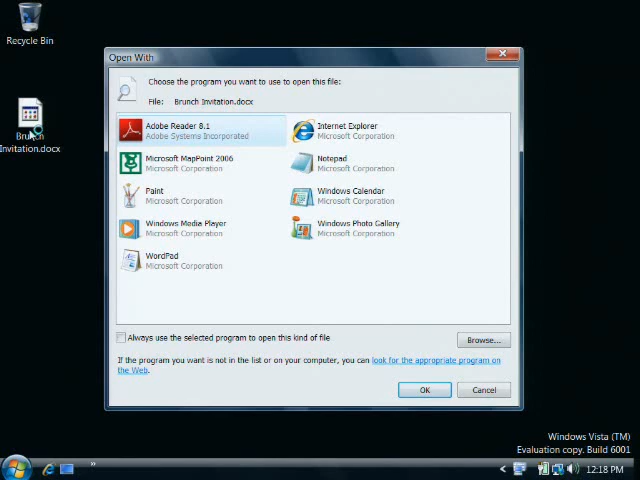 Recycle Bin
Brunch
Invitation.docx
Open With
Choose the program you want to use to open this file:
File: Brunch Invitation.docx
Adobe Reader 8.1
Adobe Systems Incorporated
Internet Explorer
Microsoft Corporation
Microsoft MapPoint 2006
Microsoft Corporation
Notepad
Microsoft Corporation
Paint
Microsoft Corporation
Windows Calendar
Microsoft Corporation
Windows Media Player
Microsoft Corporation
Windows Photo Gallery
Microsoft Corporation
WordPad
Microsoft Corporation
Always use the selected program to open this kind of file
Browse...
If the program you want is not in the list or on your computer, you can look for the appropriate program on
the Web.
OK
Cancel
Windows Vista (TM)
Evaluation copy. Build 6001
12:18 PM